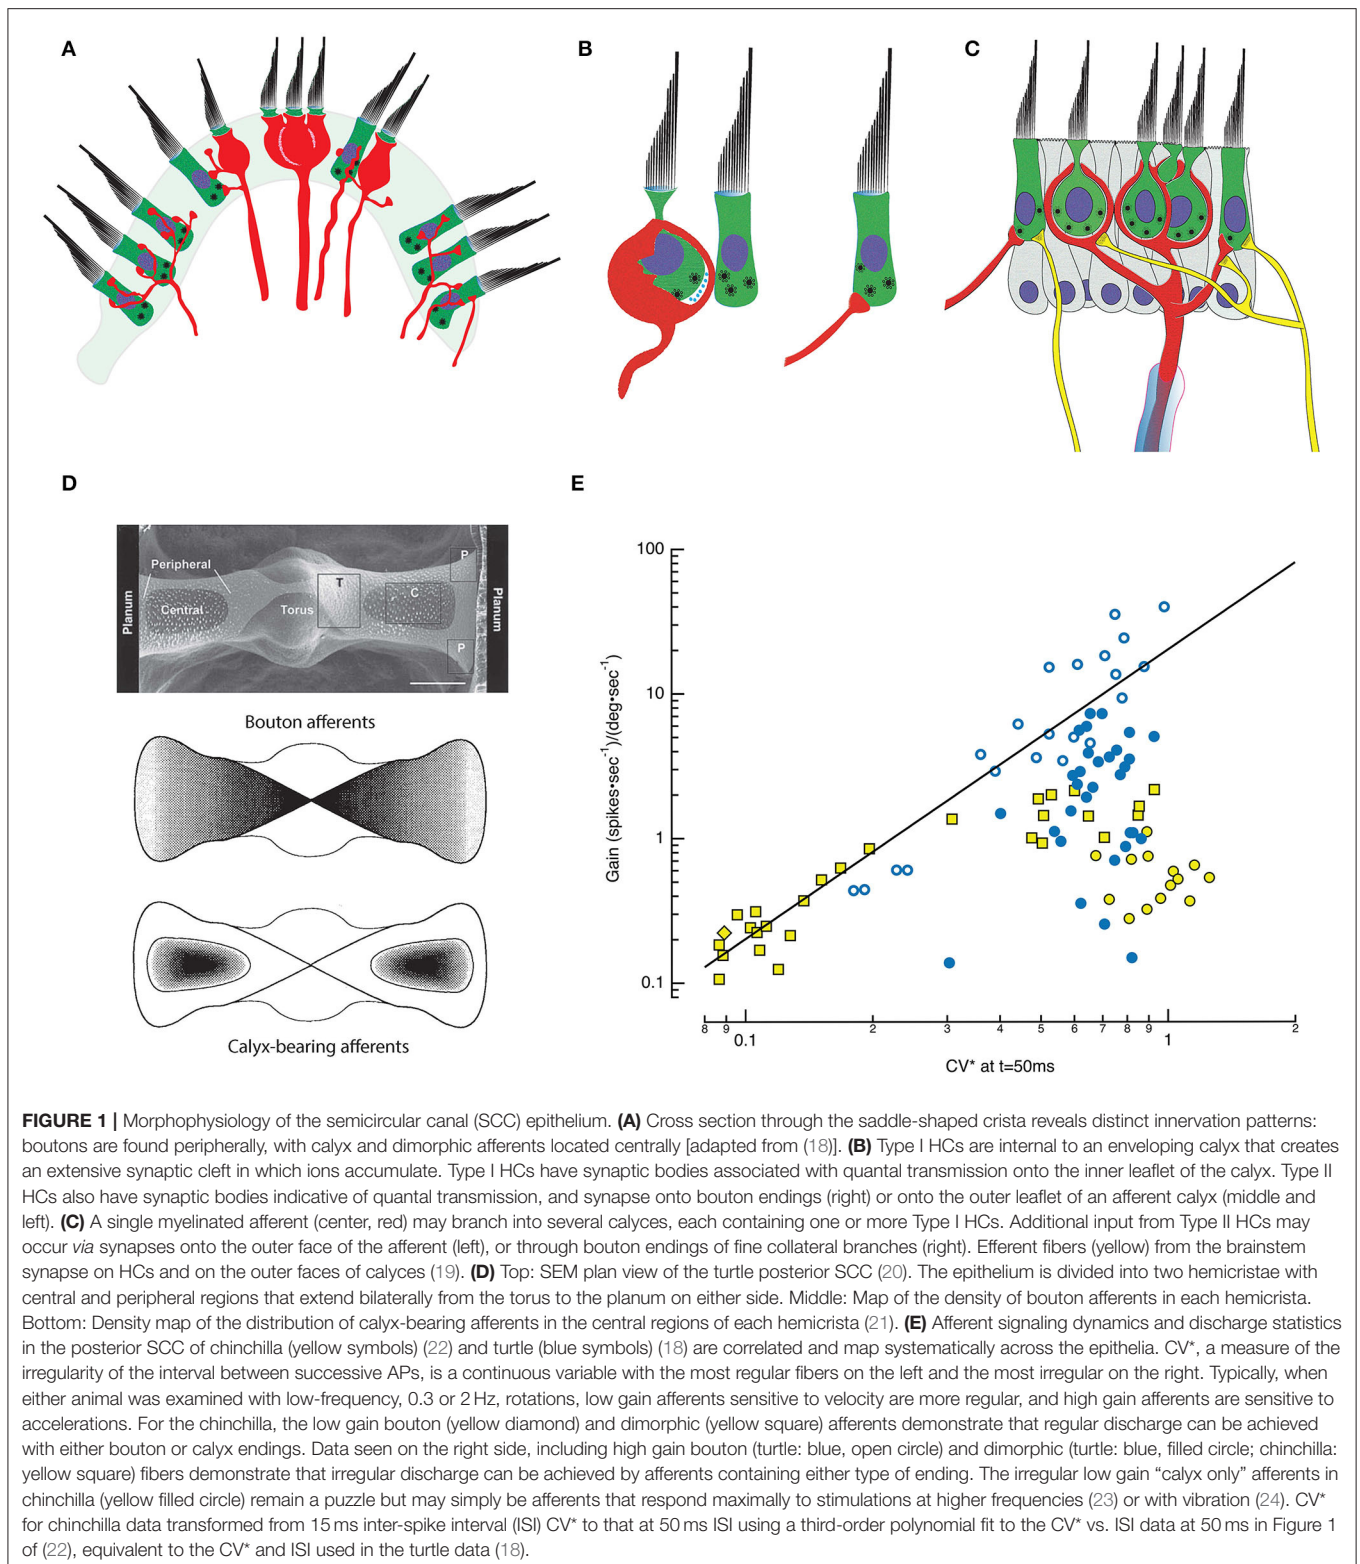 A
B
C
D
E
Planum
Peripheral
Central
Torus
T
C
P
P
Planum
Bouton afferents
Calyx-bearing afferents
100
10
1
0.1
Gain (spikes•sec⁻¹)/(deg•sec⁻¹)
8 9 2 3 4 5 6 7 8 9 2
0.1 1
CV* at t=50ms
FIGURE 1 | Morphophysiology of the semicircular canal (SCC) epithelium. (A) Cross section through the saddle-shaped crista reveals distinct innervation patterns:
boutons are found peripherally, with calyx and dimorphic afferents located centrally [adapted from (18)]. (B) Type I HCs are internal to an enveloping calyx that creates
an extensive synaptic cleft in which ions accumulate. Type I HCs have synaptic bodies associated with quantal transmission onto the inner leaflet of the calyx. Type II
HCs also have synaptic bodies indicative of quantal transmission, and synapse onto bouton endings (right) or onto the outer leaflet of an afferent calyx (middle and
left). (C) A single myelinated afferent (center, red) may branch into several calyces, each containing one or more Type I HCs. Additional input from Type II HCs may
occur via synapses onto the outer face of the afferent (left), or through bouton endings of fine collateral branches (right). Efferent fibers (yellow) from the brainstem
synapse on HCs and on the outer faces of calyces (19). (D) Top: SEM plan view of the turtle posterior SCC (20). The epithelium is divided into two hemicristae with
central and peripheral regions that extend bilaterally from the torus to the planum on either side. Middle: Map of the density of bouton afferents in each hemicrista.
Bottom: Density map of the distribution of calyx-bearing afferents in the central regions of each hemicrista (21). (E) Afferent signaling dynamics and discharge statistics
in the posterior SCC of chinchilla (yellow symbols) (22) and turtle (blue symbols) (18) are correlated and map systematically across the epithelia. CV*, a measure of the
irregularity of the interval between successive APs, is a continuous variable with the most regular fibers on the left and the most irregular on the right. Typically, when
either animal was examined with low-frequency, 0.3 or 2 Hz, rotations, low gain afferents sensitive to velocity are more regular, and high gain afferents are sensitive to
accelerations. For the chinchilla, the low gain bouton (yellow diamond) and dimorphic (yellow square) afferents demonstrate that regular discharge can be achieved
with either bouton or calyx endings. Data seen on the right side, including high gain bouton (turtle: blue, open circle) and dimorphic (turtle: blue, filled circle; chinchilla:
yellow square) fibers demonstrate that irregular discharge can be achieved by afferents containing either type of ending. The irregular low gain “calyx only” afferents in
chinchilla (yellow filled circle) remain a puzzle but may simply be afferents that respond maximally to stimulations at higher frequencies (23) or with vibration (24). CV*
for chinchilla data transformed from 15 ms inter-spike interval (ISI) CV* to that at 50 ms ISI using a third-order polynomial fit to the CV* vs. ISI data at 50 ms in Figure 1
of (22), equivalent to the CV* and ISI used in the turtle data (18).